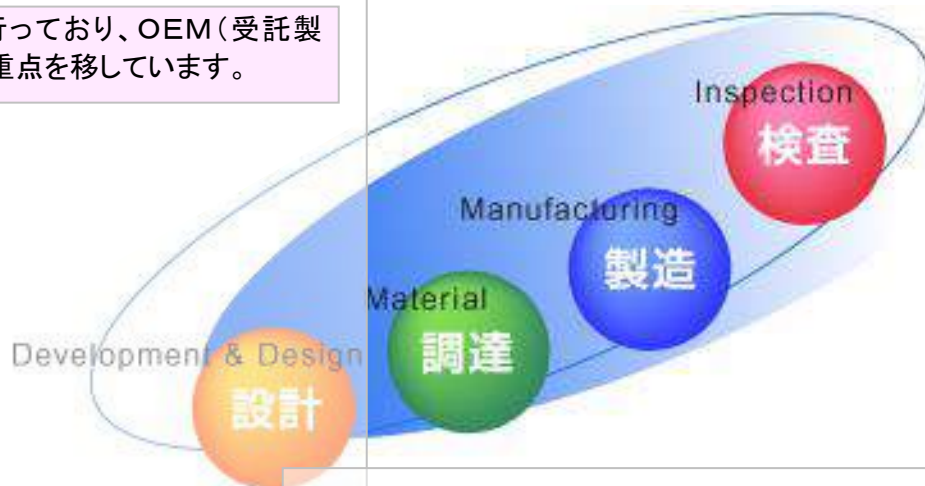 行っており、OEM（受託製
重点を移しています。
Inspection
検査
Manufacturing
製造
Material
調達
Development & Design
設計